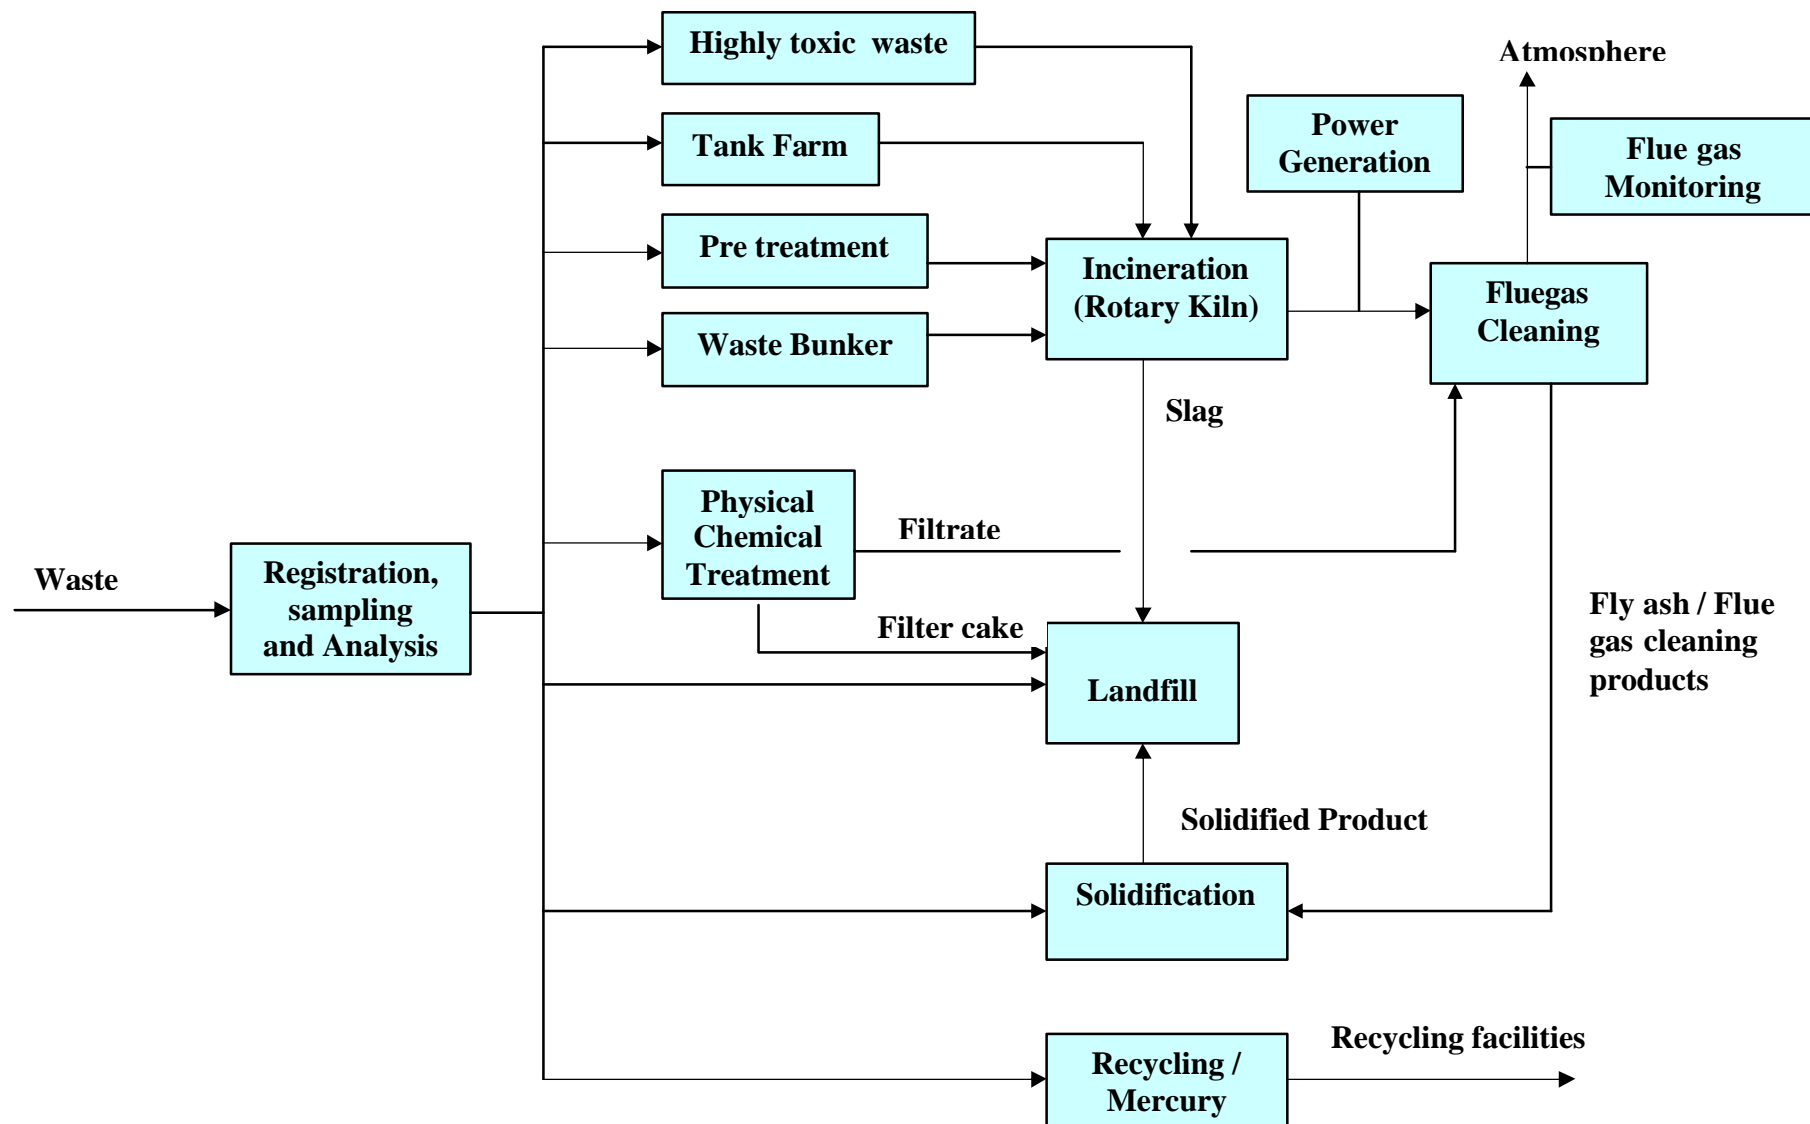 Highly toxic waste
Atmosphere
Power
Generation
Tank Farm
Flue gas
Monitoring
Pre treatment
Incineration
(Rotary Kiln)
Fluegas
Cleaning
Waste Bunker
Slag
Physical
Chemical
Treatment
Filtrate
Waste
Registration,
sampling
and Analysis
Filter cake
Fly ash / Flue
gas cleaning
products
Landfill
Solidified Product
Solidification
Recycling facilities
Recycling /
Mercury